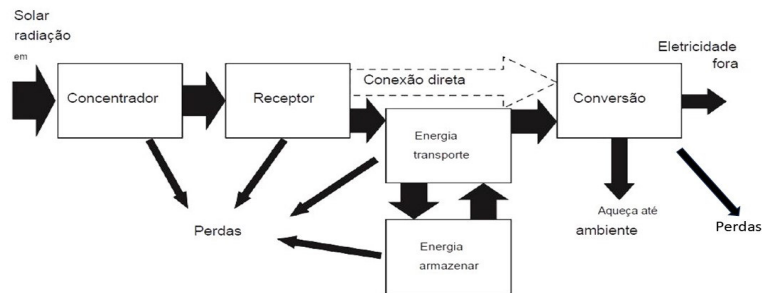 Solar
radiação
em
Concentrador
Receptor
Conexão direta
Energia
transporte
Energia
armazenar
Conversão
Eletricidade
fora
Perdas
Aqueça até
ambiente
Perdas